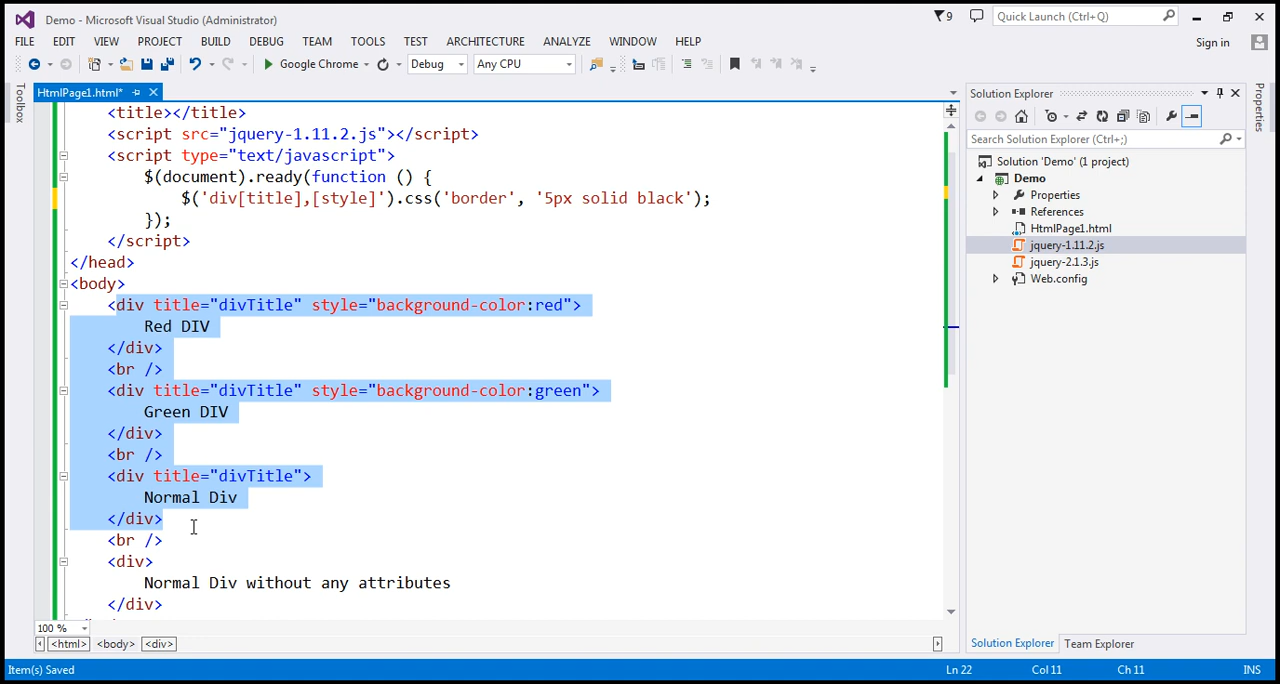 Demo - Microsoft Visual Studio (Administrator)
9
Quick Launch (Ctrl+Q)
FILE EDIT VIEW PROJECT BUILD DEBUG TEAM TOOLS TEST ARCHITECTURE ANALYZE WINDOW HELP
Sign in
Google Chrome
Debug
Any CPU
Toolbox
HtmlPage1.html*
<title></title>
<script src="jquery-1.11.2.js"></script>
<script type="text/javascript">
$(document).ready(function () {
$('div[title],[style]').css('border', '5px solid black');
});
</script>
</head>
<body>
<div title="divTitle" style="background-color:red">
Red DIV
</div>
<br />
<div title="divTitle" style="background-color:green">
Green DIV
</div>
<br />
<div title="divTitle">
Normal Div
</div>
<br />
<div>
Normal Div without any attributes
</div>
100 %
<html> <body> <div>
Solution Explorer
Search Solution Explorer (Ctrl+;)
Solution 'Demo' (1 project)
Demo
Properties
References
HtmlPage1.html
jquery-1.11.2.js
jquery-2.1.3.js
Web.config
Solution Explorer Team Explorer
Properties
Item(s) Saved
Ln 22 Col 11 Ch 11 INS